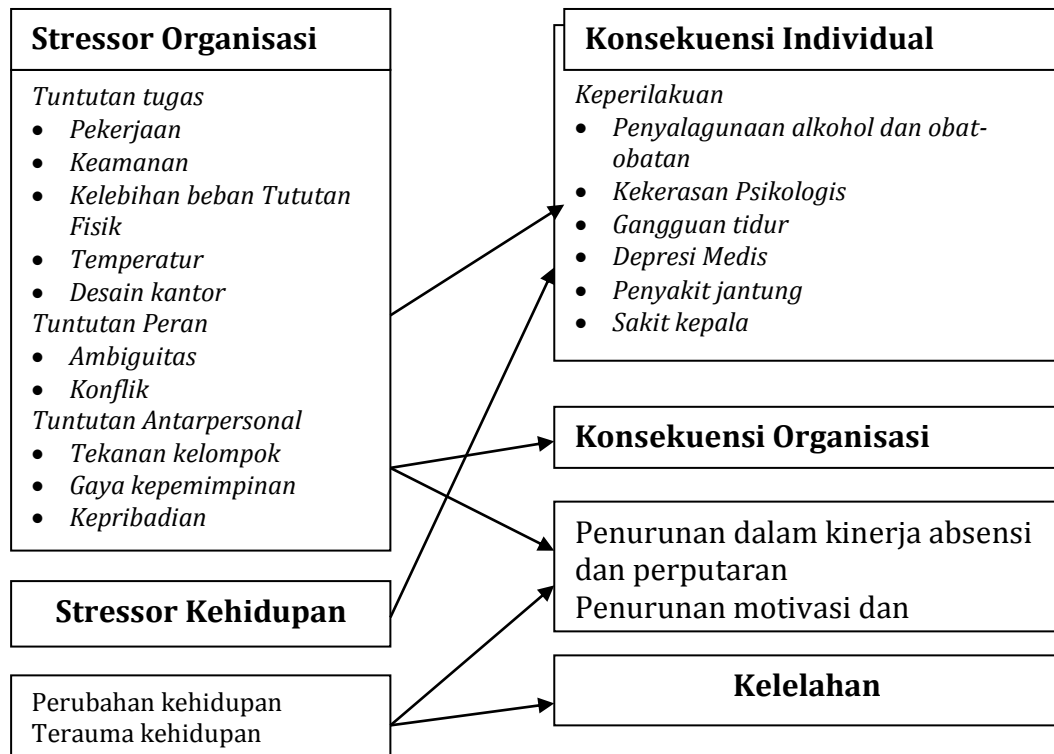 Stressor Organisasi
Tuntutan tugas
• Pekerjaan
• Keamanan
• Kelebihan beban Tututan
Fisik
• Temperatur
• Desain kantor
Tuntutan Peran
• Ambiguitas
• Konflik
Tuntutan Antarpersonal
• Tekanan kelompok
• Gaya kepemimpinan
• Kepribadian
Stressor Kehidupan
Perubahan kehidupan
Terauma kehidupan
Konsekuensi Individual
Keperilakuan
• Penyalagunaan alkohol dan obat-
obatan
• Kekerasan Psikologis
• Gangguan tidur
• Depresi Medis
• Penyakit jantung
• Sakit kepala
Konsekuensi Organisasi
Penurunan dalam kinerja absensi
dan perputaran
Penurunan motivasi dan
Kelelahan